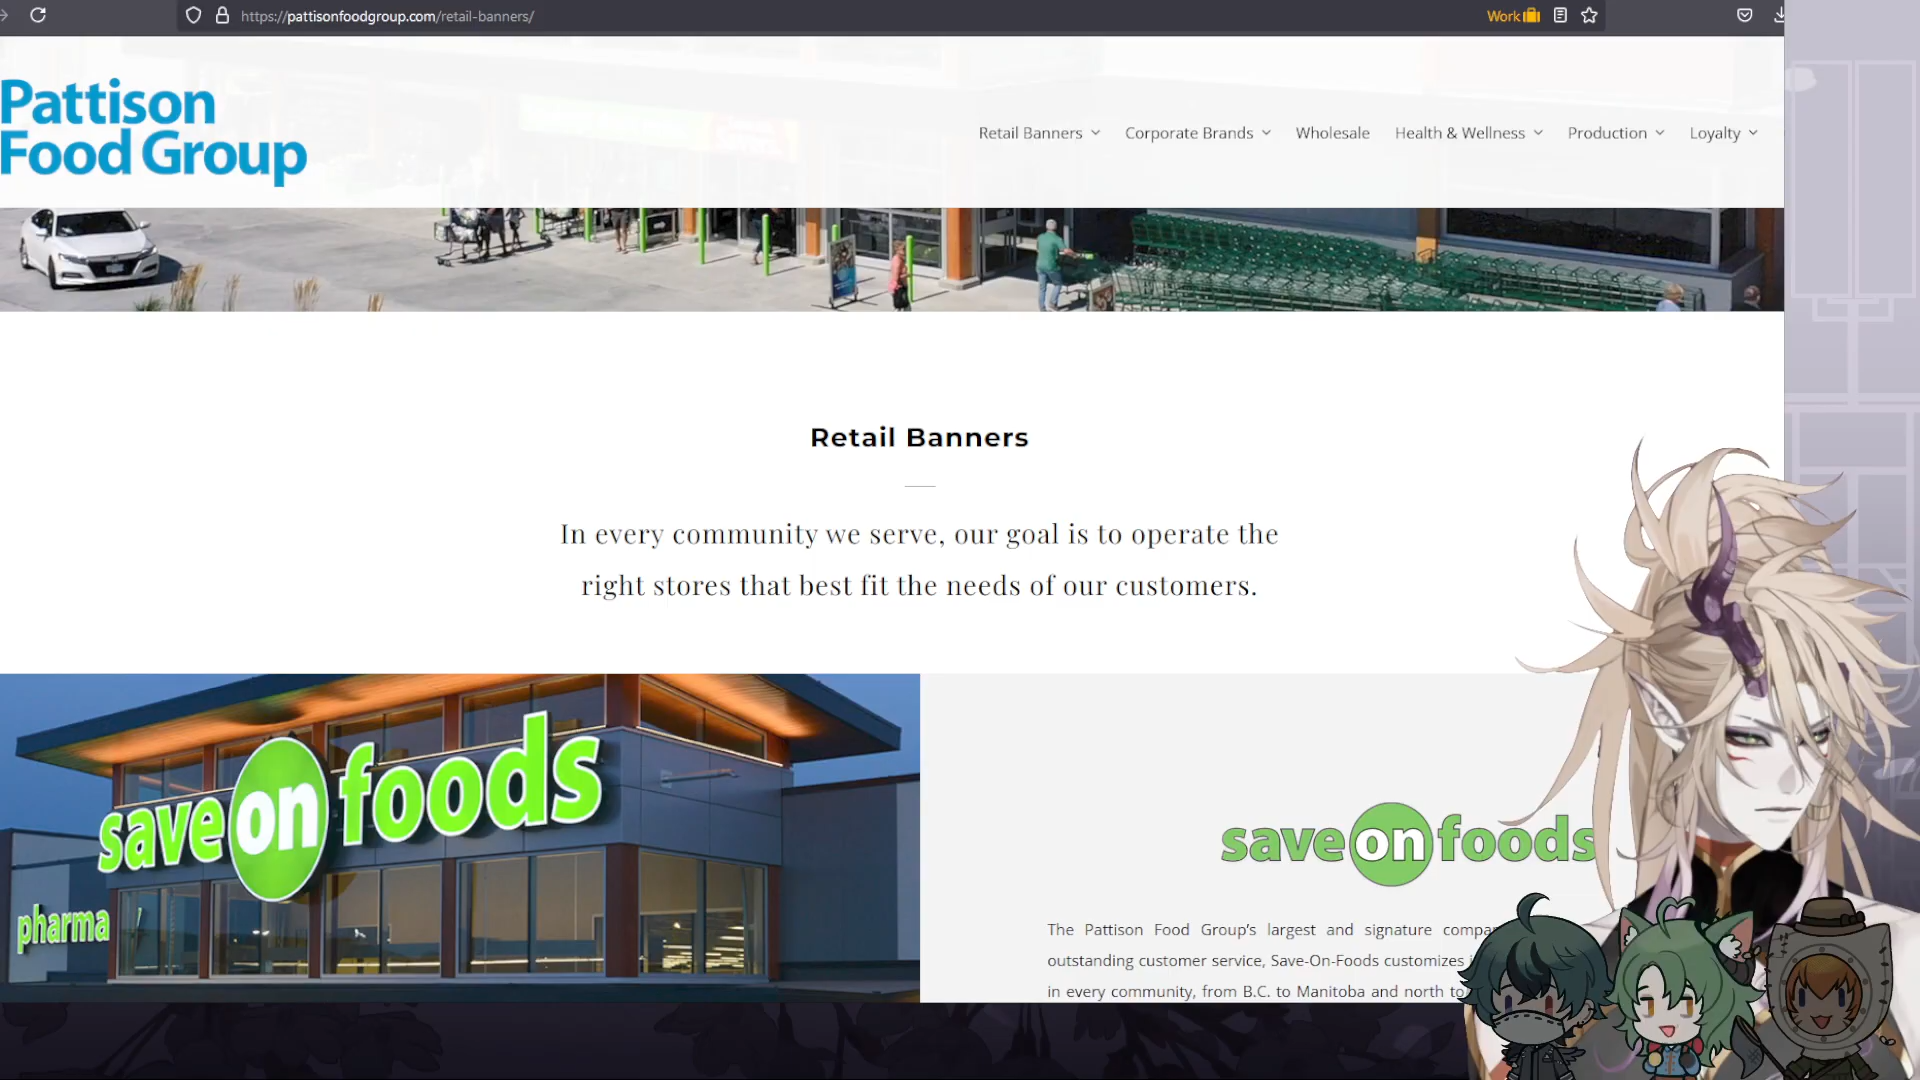 https://pattisonfoodgroup.com/retail-banners/
Work
Pattison
Food Group
Retail Banners
Corporate Brands
Wholesale
Health & Wellness
Production
Loyalty
Retail Banners
In every community we serve, our goal is to operate the
right stores that best fit the needs of our customers.
save on foods
pharma
save on foods
The Pattison Food Group's largest and signature
outstanding customer service, Save-On-Foods customizes
in every community, from B.C. to Manitoba and north to